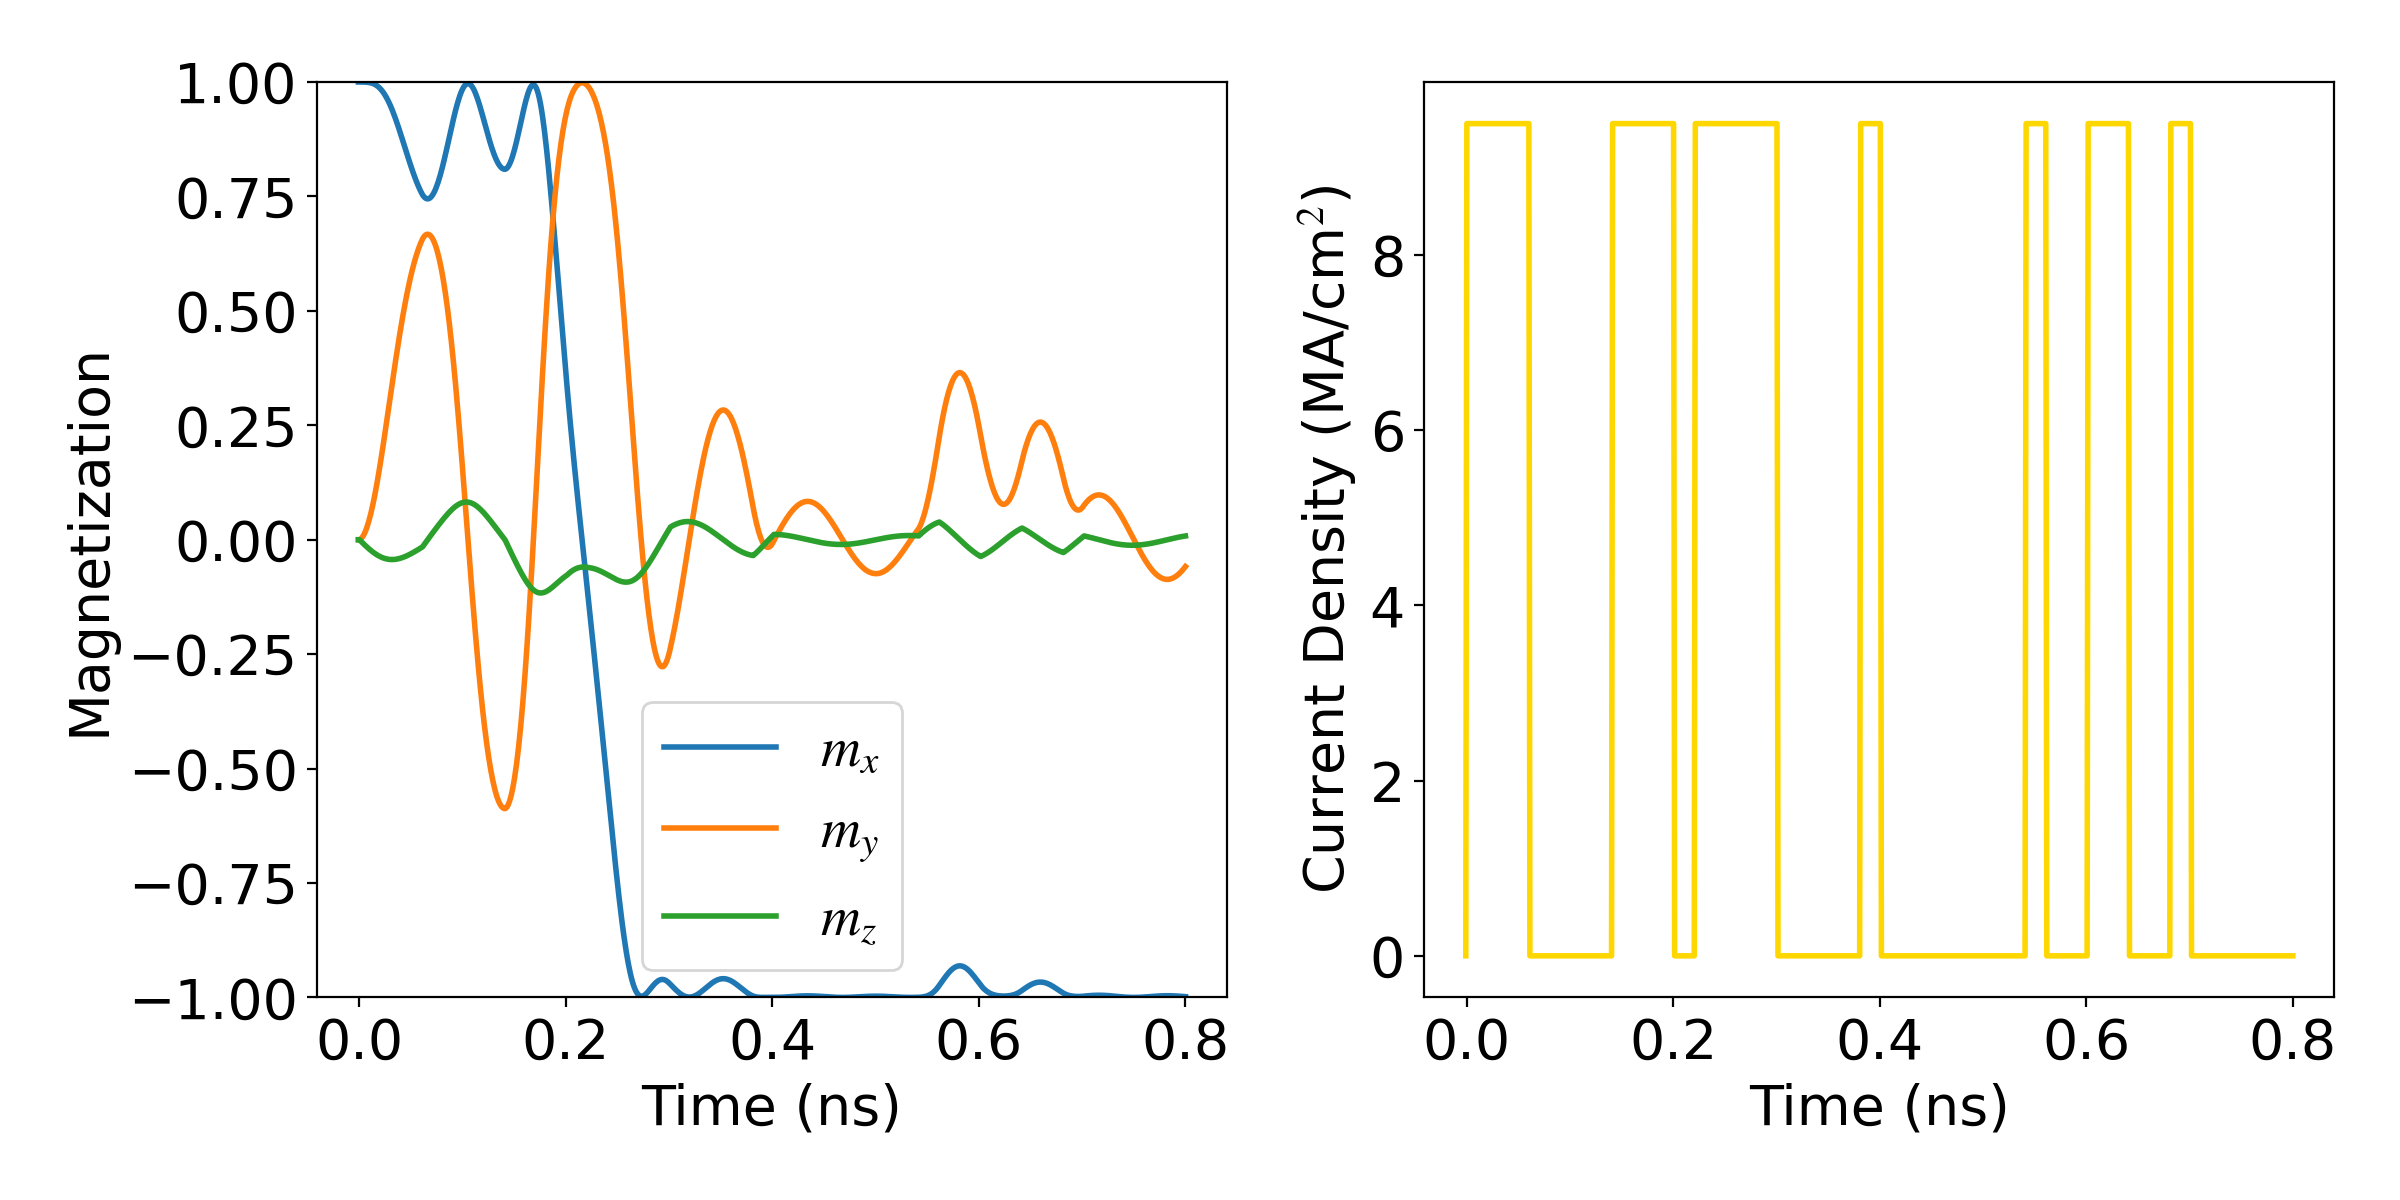 Magnetization
1.00
0.75
0.50
0.25
0.00
−0.25
−0.50
−0.75
−1.00
0.0 0.2 0.4 0.6 0.8
Time (ns)
m_x
m_y
m_z
Current Density (MA/cm²)
8
6
4
2
0
0.0 0.2 0.4 0.6 0.8
Time (ns)